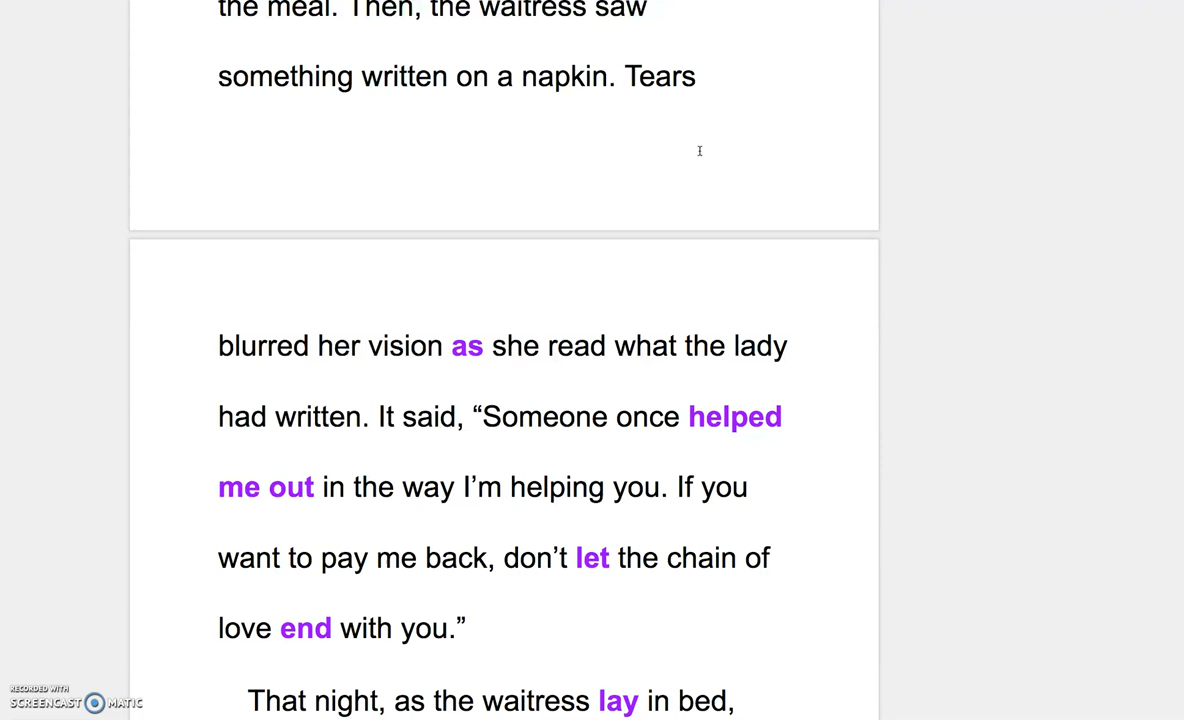 the meal. Then, the waitress saw
something written on a napkin. Tears
blurred her vision as she read what the lady
had written. It said, “Someone once helped
me out in the way I’m helping you. If you
want to pay me back, don’t let the chain of
love end with you.”
That night, as the waitress lay in bed,
RECORDED WITH
SCREENCAST MATIC